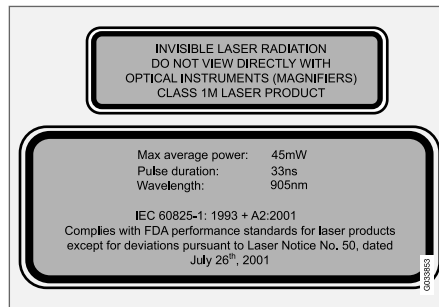 INVISIBLE LASER RADIATION
DO NOT VIEW DIRECTLY WITH
OPTICAL INSTRUMENTS (MAGNIFIERS)
CLASS 1M LASER PRODUCT
Max average power: 45mW
Pulse duration: 33ns
Wavelength: 905nm
IEC 60825-1: 1993 + A2:2001
Complies with FDA performance standards for laser products
except for deviations pursuant to Laser Notice No. 50, dated
July 26th, 2001
G033853